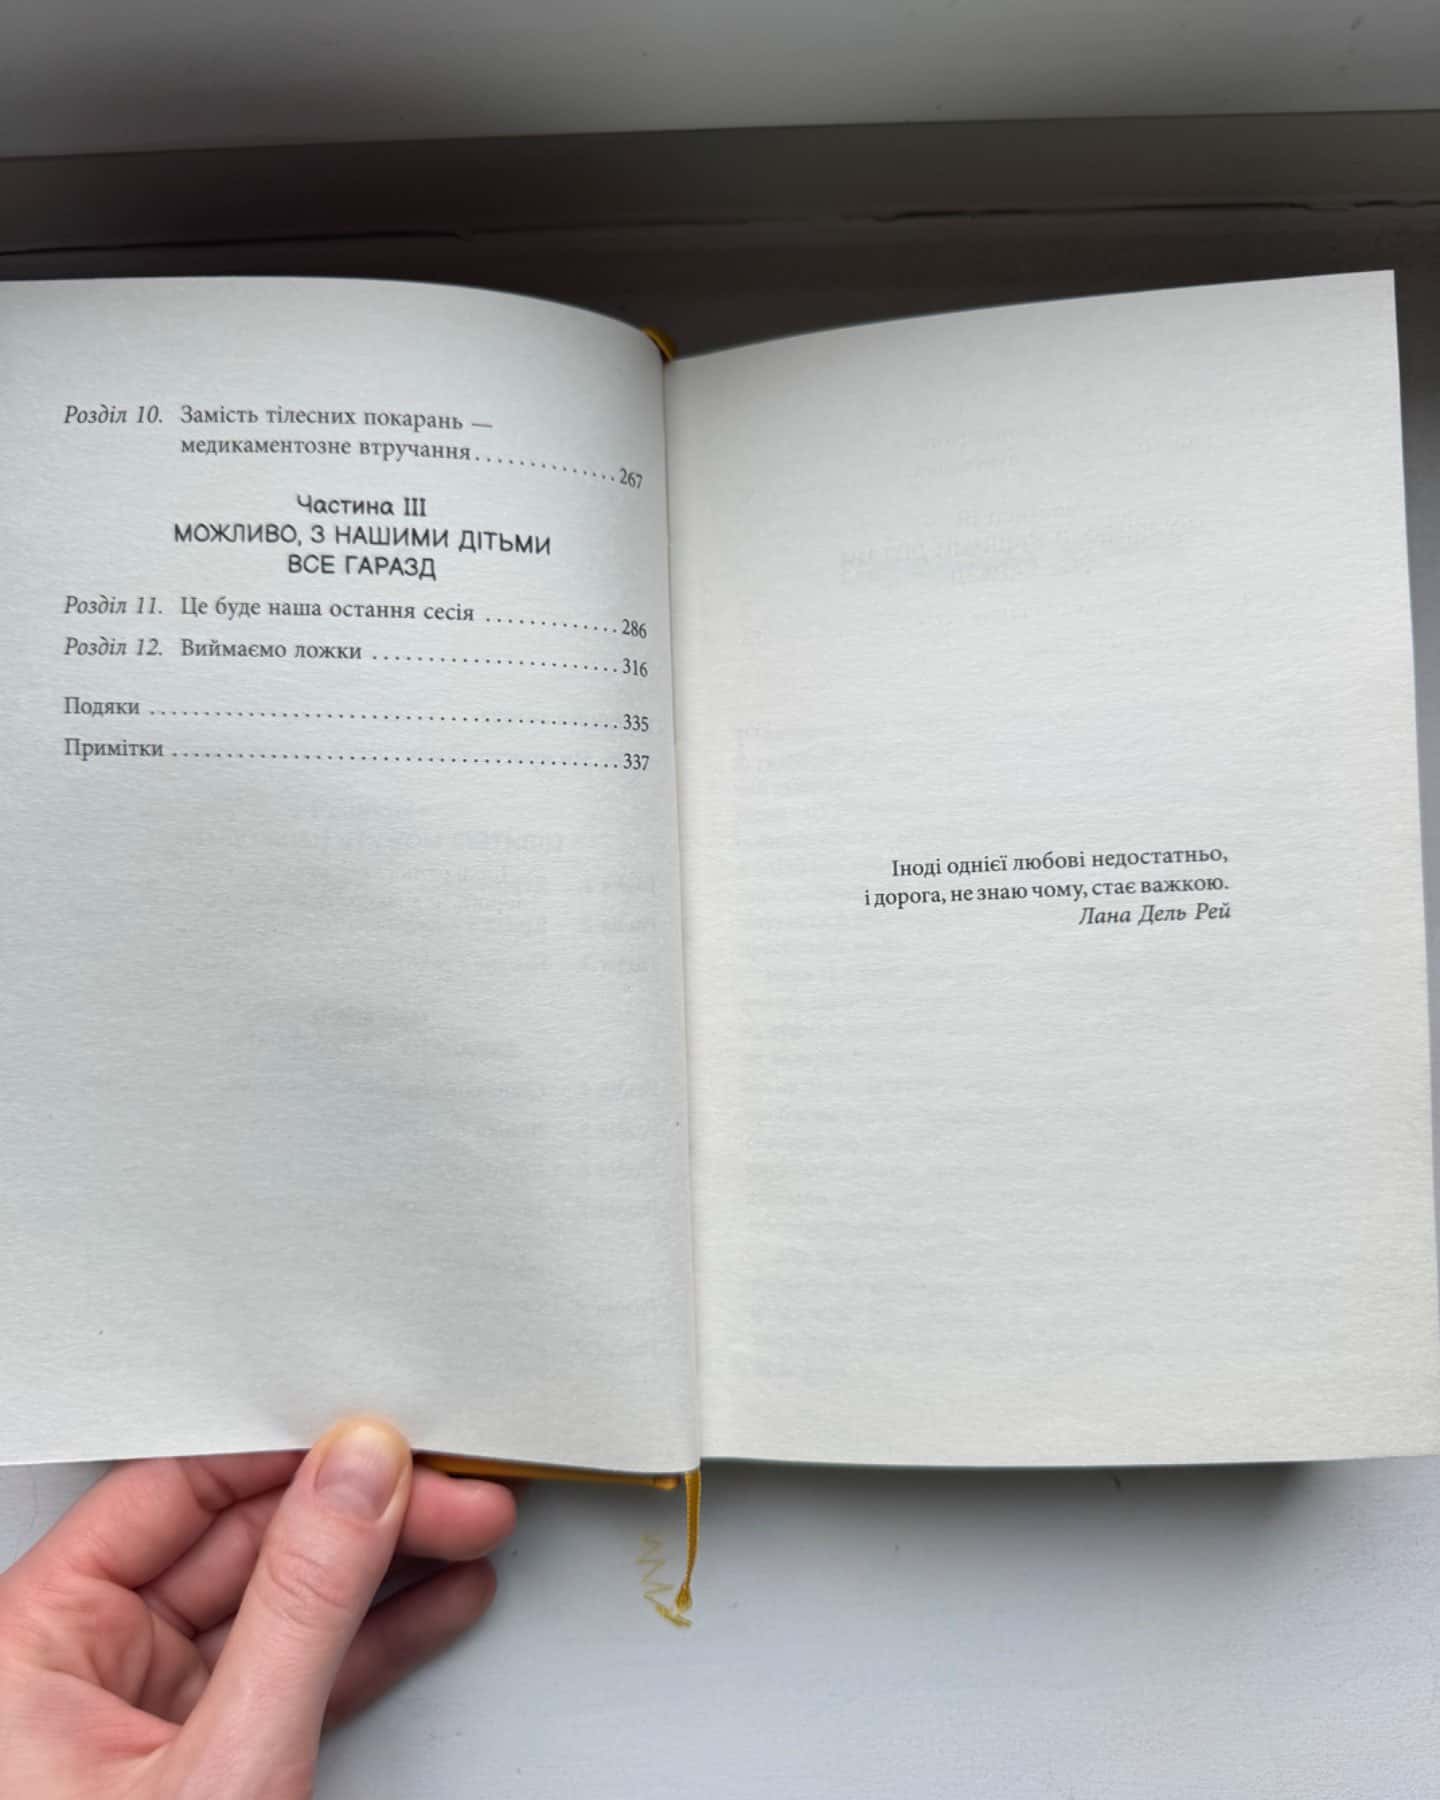 Розділ 10. Замість тілесних покарань —
медикаментозне втручання.............267
Частина III
МОЖЛИВО, З НАШИМИ ДІТЬМИ
ВСЕ ГАРАЗД
Розділ 11. Це буде наша остання сесія.............286
Розділ 12. Виймаємо ложки.......................316
Подяки...........................................335
Примітки........................................337
Іноді однієї любові недостатньо,
і дорога, не знаю чому, стає важкою.
Лана Дель Рей